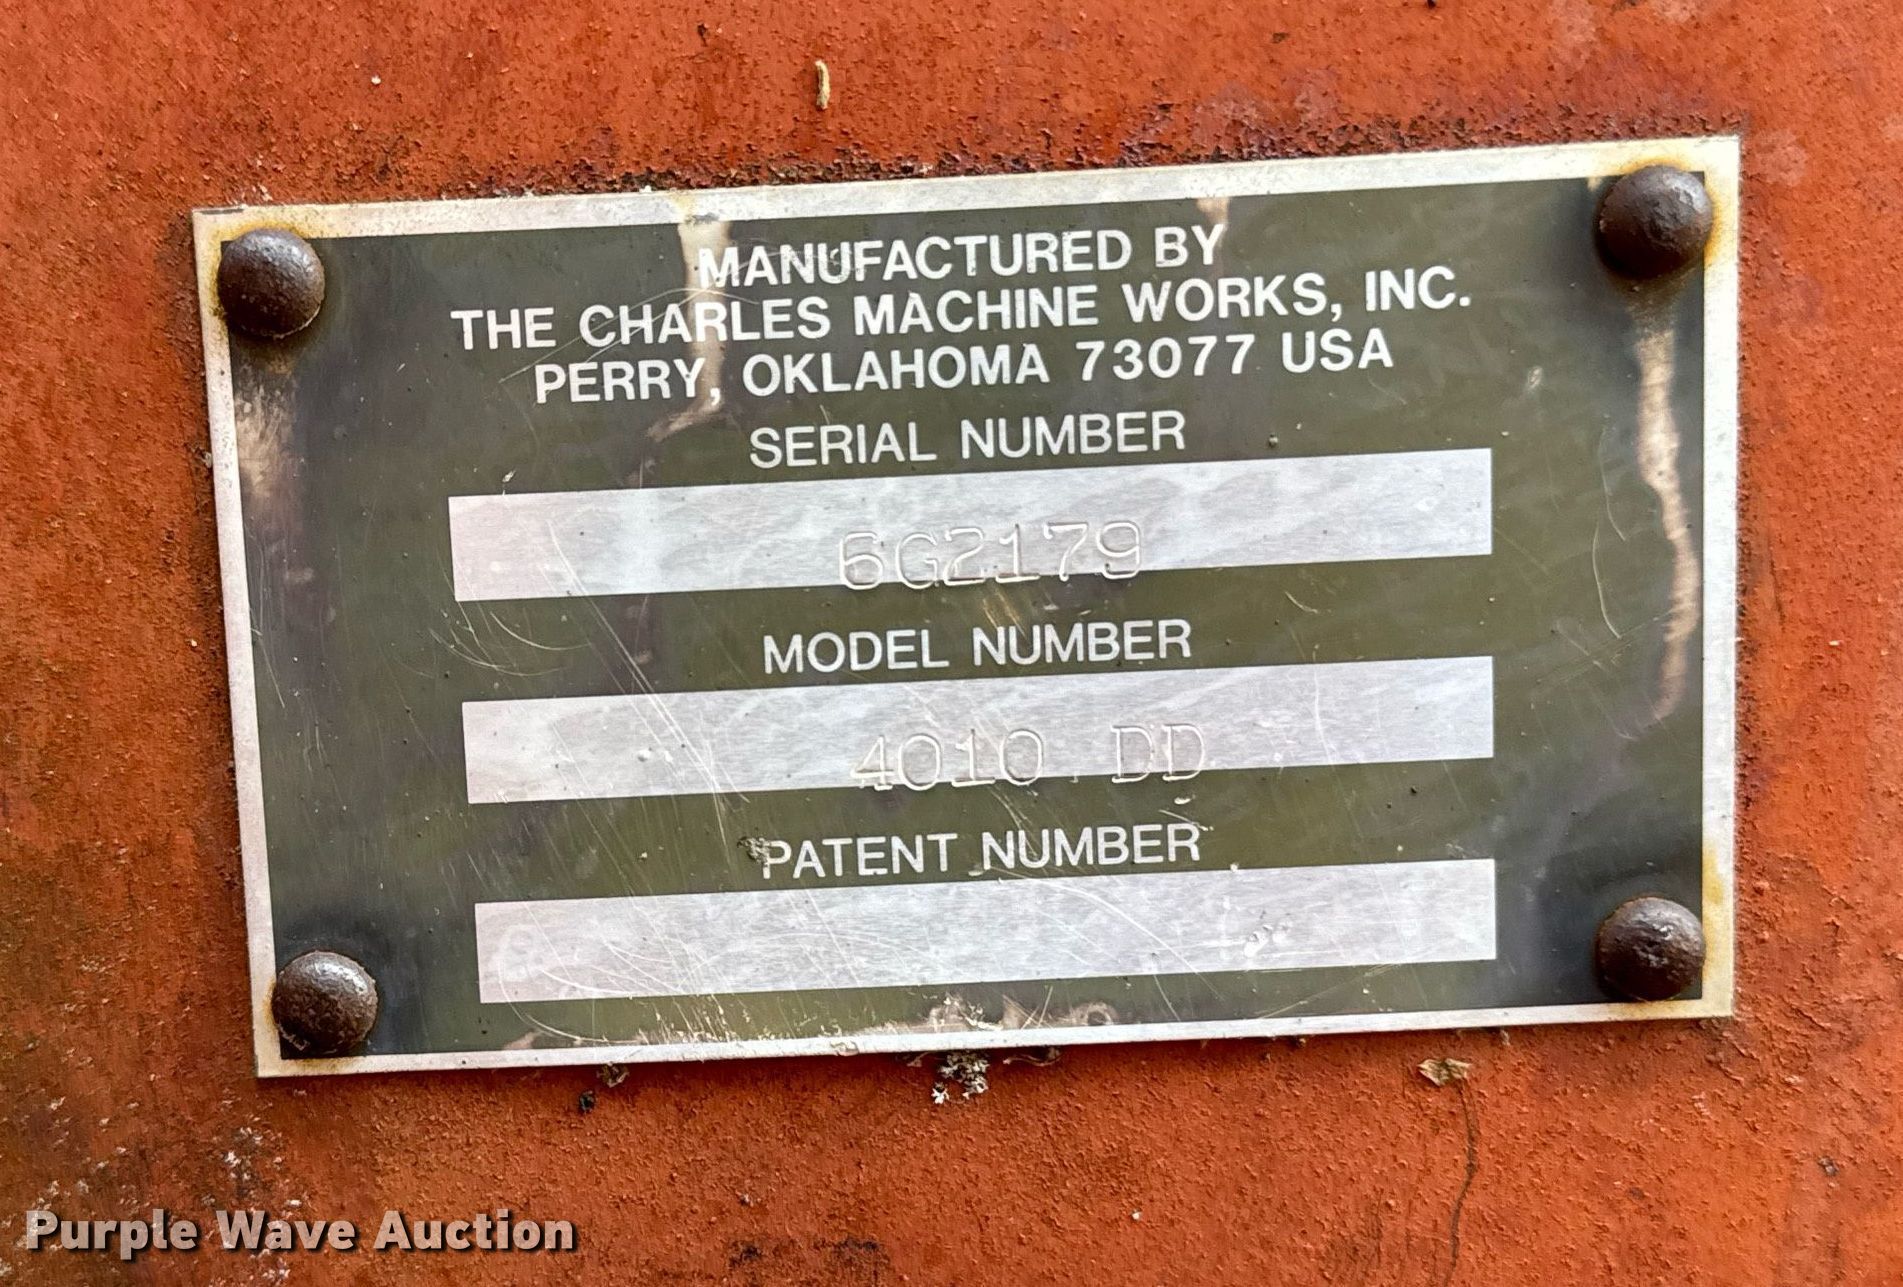 MANUFACTURED BY
THE CHARLES MACHINE WORKS, INC.
PERRY, OKLAHOMA 73077 USA
SERIAL NUMBER
6G2179
MODEL NUMBER
4010 DD
PATENT NUMBER
Purple Wave Auction